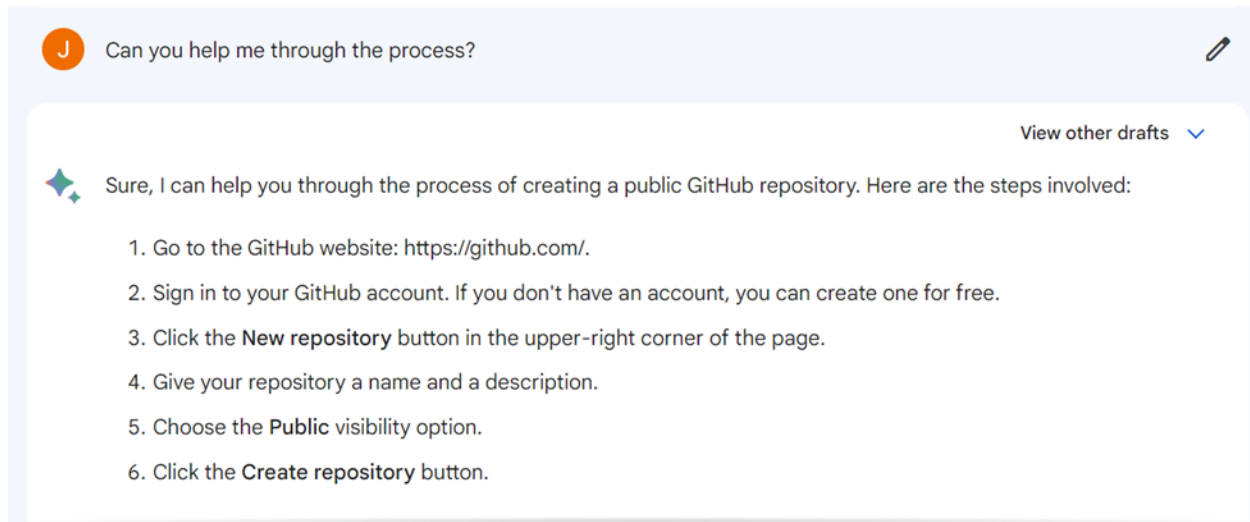 J
Can you help me through the process?
View other drafts
Sure, I can help you through the process of creating a public GitHub repository. Here are the steps involved:
1. Go to the GitHub website: https://github.com/.
2. Sign in to your GitHub account. If you don't have an account, you can create one for free.
3. Click the New repository button in the upper-right corner of the page.
4. Give your repository a name and a description.
5. Choose the Public visibility option.
6. Click the Create repository button.